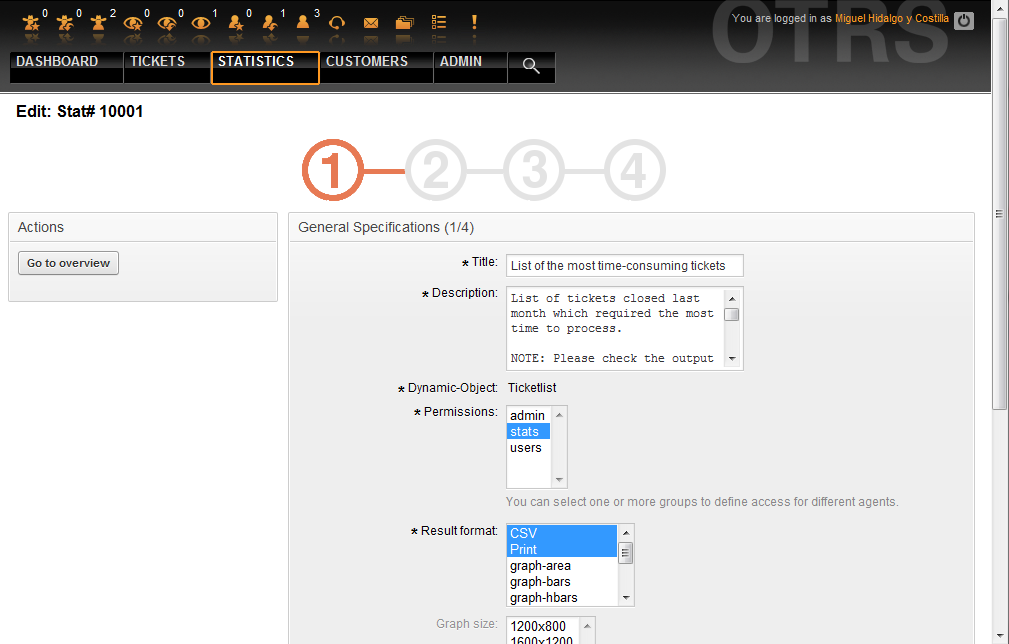 0 0 2 0 0 1 0 1 3
You are logged in as Miguel Hidalgo y Costilla
OTRS
DASHBOARD TICKETS STATISTICS CUSTOMERS ADMIN
Edit: Stat# 10001
1 2 3 4
Actions
Go to overview
General Specifications (1/4)
* Title: List of the most time-consuming tickets
* Description: List of tickets closed last
month which required the most
time to process.
NOTE: Please check the output
* Dynamic-Object: Ticketlist
* Permissions: admin
stats
users
You can select one or more groups to define access for different agents.
* Result format: CSV
Print
graph-area
graph-bars
graph-hbars
Graph size: 1200x800
1600x1200